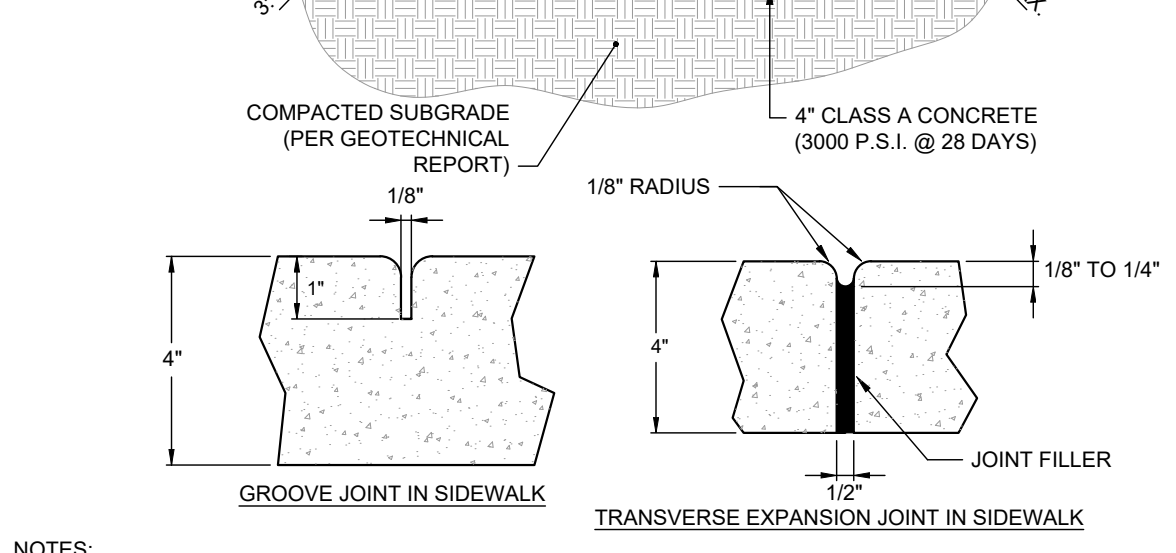 3:
X.
COMPACTED SUBGRADE
(PER GEOTECHNICAL
REPORT)
4" CLASS A CONCRETE
(3000 P.S.I. @ 28 DAYS)
1/8"
1/8" RADIUS
1"
4"
4"
1/8" TO 1/4"
JOINT FILLER
1/2"
GROOVE JOINT IN SIDEWALK
TRANSVERSE EXPANSION JOINT IN SIDEWALK
NOTES: